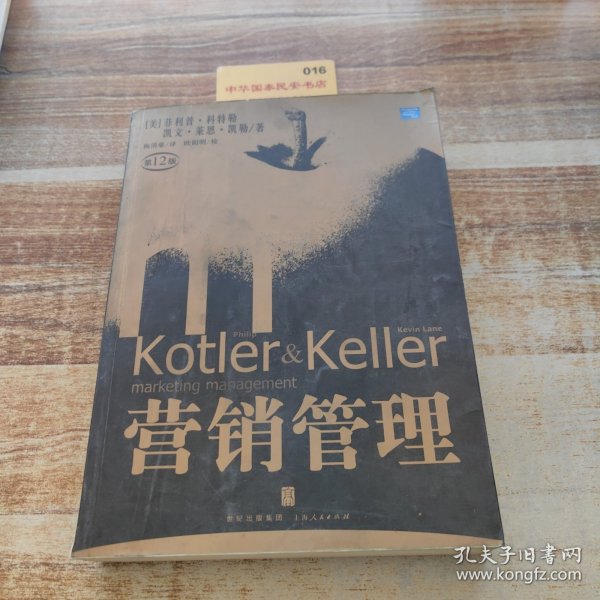 016
中华国泰民安书店
[美]菲利普·科特勒
凯文·莱恩·凯勒/著
梅清豪/译
第12版
Philip
Kevin Lane
Kotler & Keller
marketing management
营销管理
世纪出版集团 上海人民出版社
孔夫子旧书网
www.kongfz.com